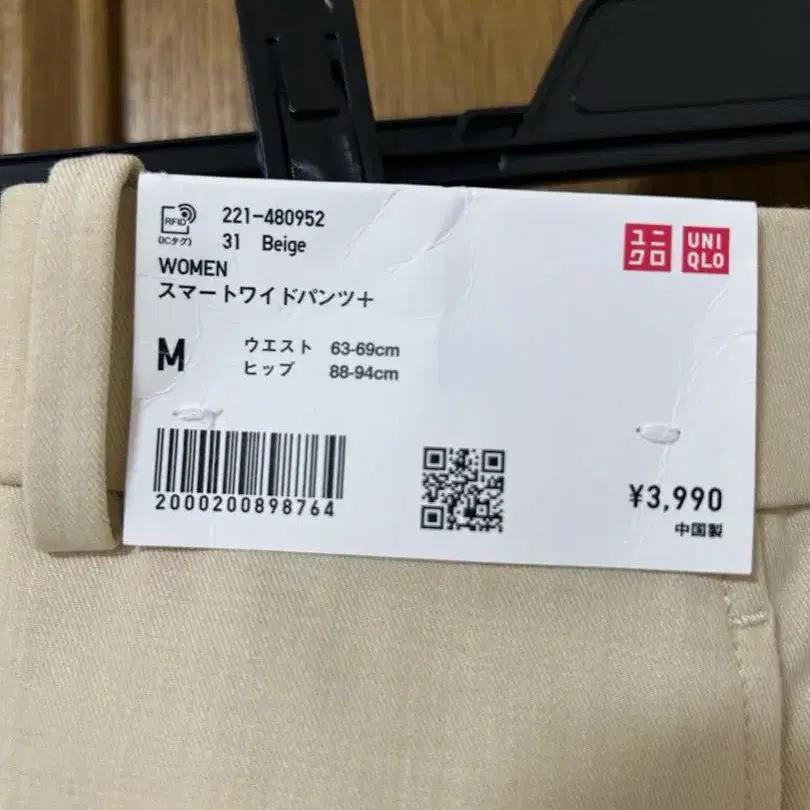 RFID
(ICタグ)
221-480952
31 Beige
WOMEN
スマートワイドパンツ+
M
ウエスト 63-69cm
ヒップ 88-94cm
2000200898764
ユニクロ
UNIQLO
¥3,990
中国製